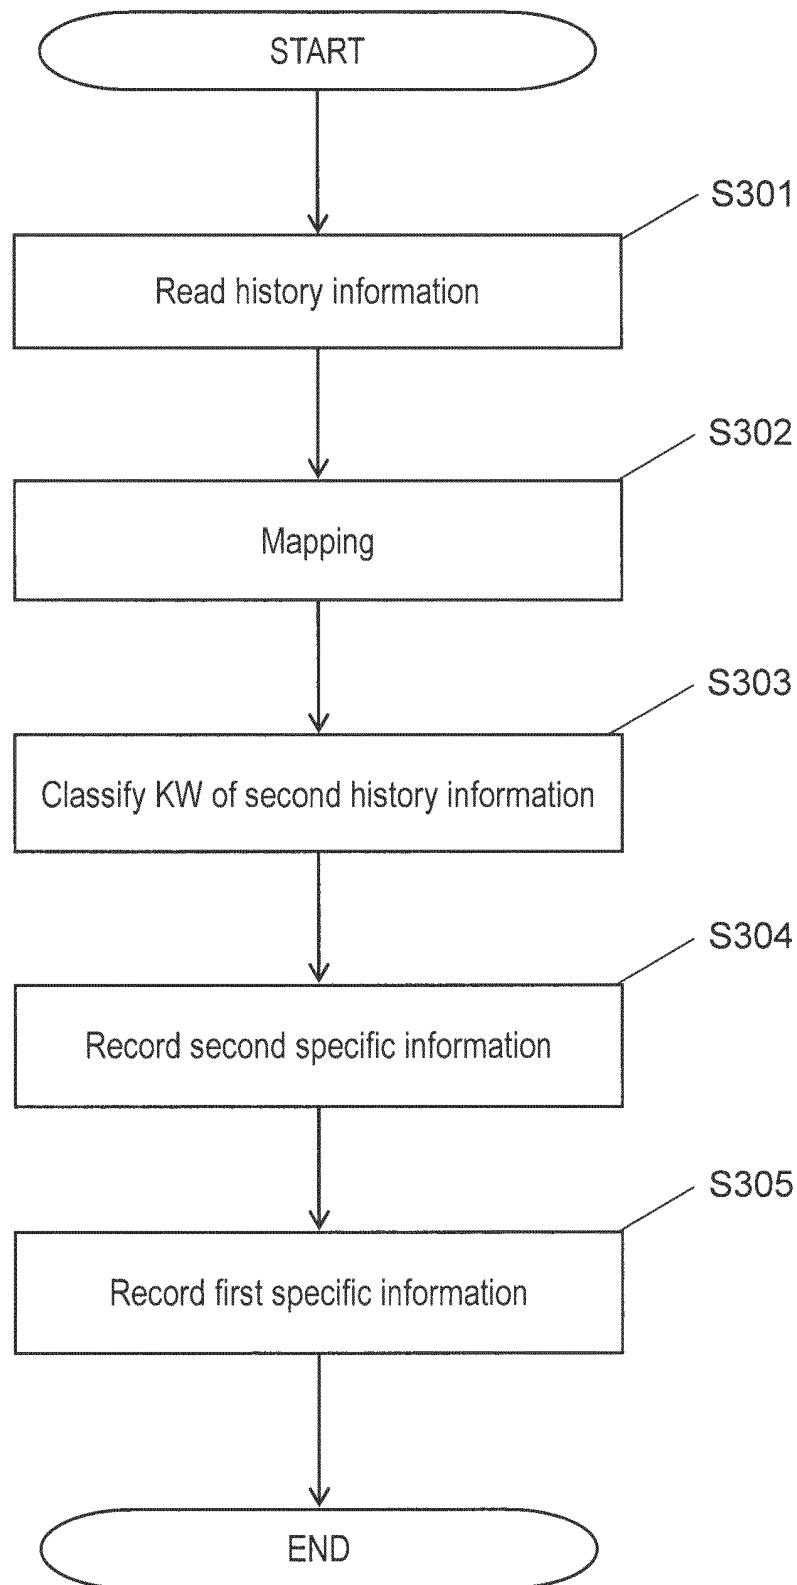 START
S301
Read history information
S302
Mapping
S303
Classify KW of second history information
S304
Record second specific information
S305
Record first specific information
END